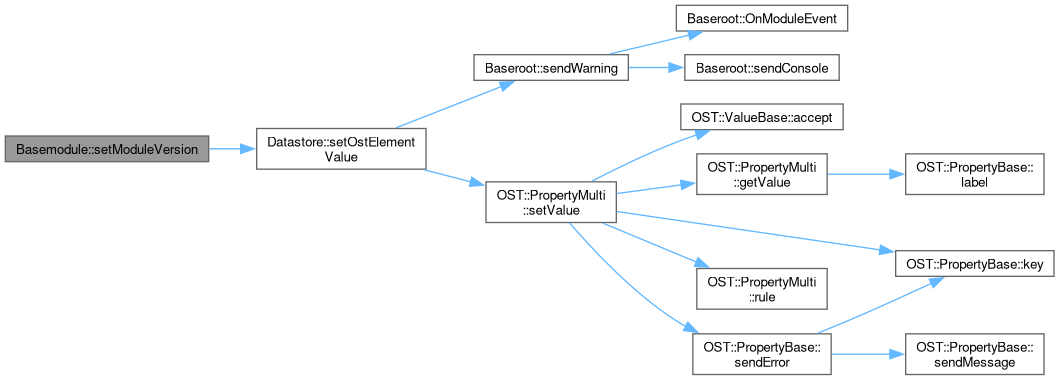 Basemodule::setModuleVersion
Datastore::setOstElement
Value
Baseroot::sendWarning
Baseroot::OnModuleEvent
Baseroot::sendConsole
OST::PropertyMulti
::setValue
OST::ValueBase::accept
OST::PropertyMulti
::getValue
OST::PropertyBase::
label
OST::PropertyBase::key
OST::PropertyMulti
::rule
OST::PropertyBase::
sendError
OST::PropertyBase::
sendMessage